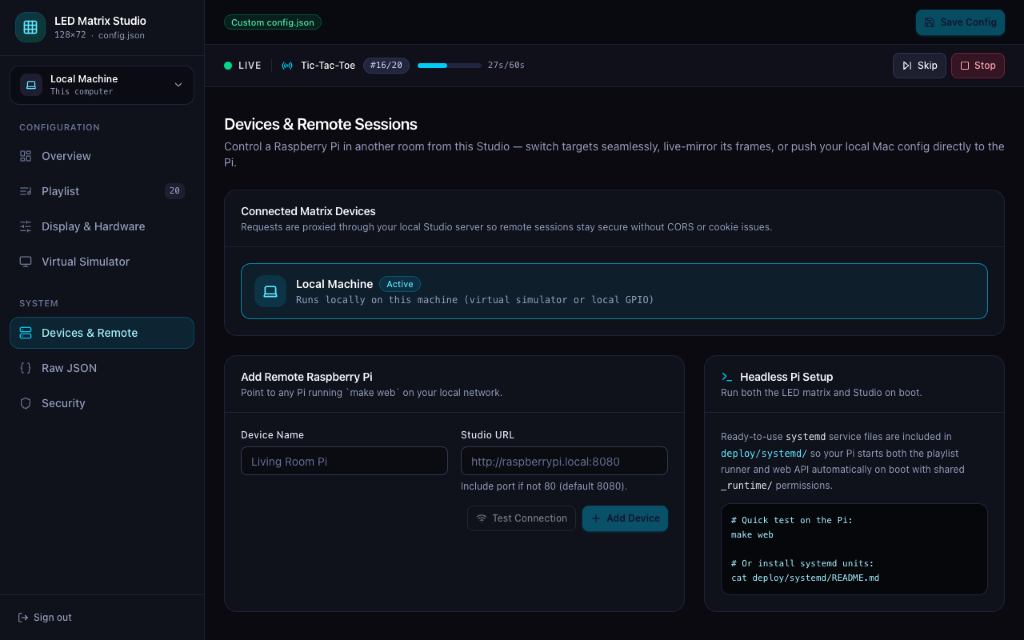 LED Matrix Studio
128×72 · config.json
Local Machine
This computer
CONFIGURATION
Overview
Playlist 20
Display & Hardware
Virtual Simulator
SYSTEM
Devices & Remote
Raw JSON
Security
Sign out
Custom config.json
Save Config
LIVE Tic-Tac-Toe #16/20 27s/60s
Skip
Stop
Devices & Remote Sessions
Control a Raspberry Pi in another room from this Studio — switch targets seamlessly, live-mirror its frames, or push your local Mac config directly to the
Pi.
Connected Matrix Devices
Requests are proxied through your local Studio server so remote sessions stay secure without CORS or cookie issues.
Local Machine Active
Runs locally on this machine (virtual simulator or local GPIO)
Add Remote Raspberry Pi
Point to any Pi running `make web` on your local network.
Device Name
Living Room Pi
Studio URL
http://raspberrypi.local:8080
Include port if not 80 (default 8080).
Test Connection
+ Add Device
Headless Pi Setup
Run both the LED matrix and Studio on boot.
Ready-to-use systemd service files are included in
deploy/systemd/ so your Pi starts both the playlist
runner and web API automatically on boot with shared
_runtime/ permissions.
# Quick test on the Pi:
make web
# Or install systemd units:
cat deploy/systemd/README.md